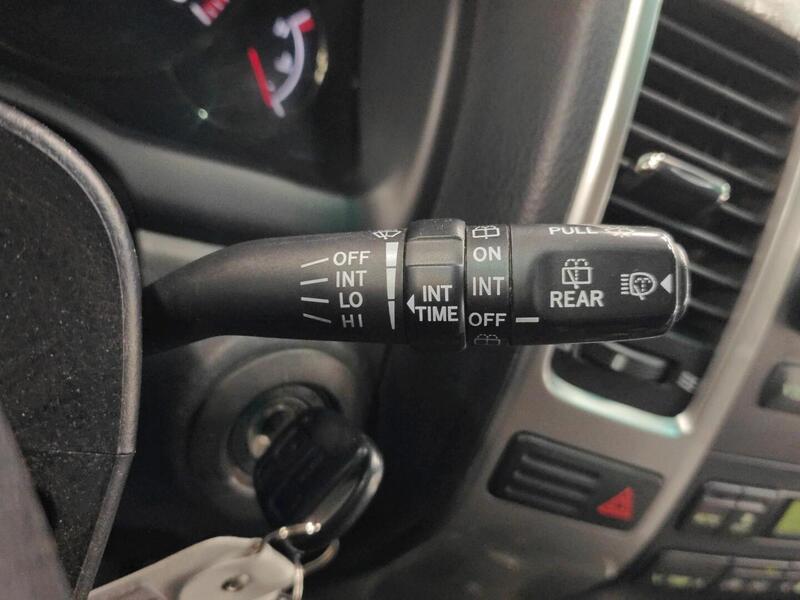 OFF
INT
LO
HI
INT
TIME
ON
INT
OFF
PULL
REAR